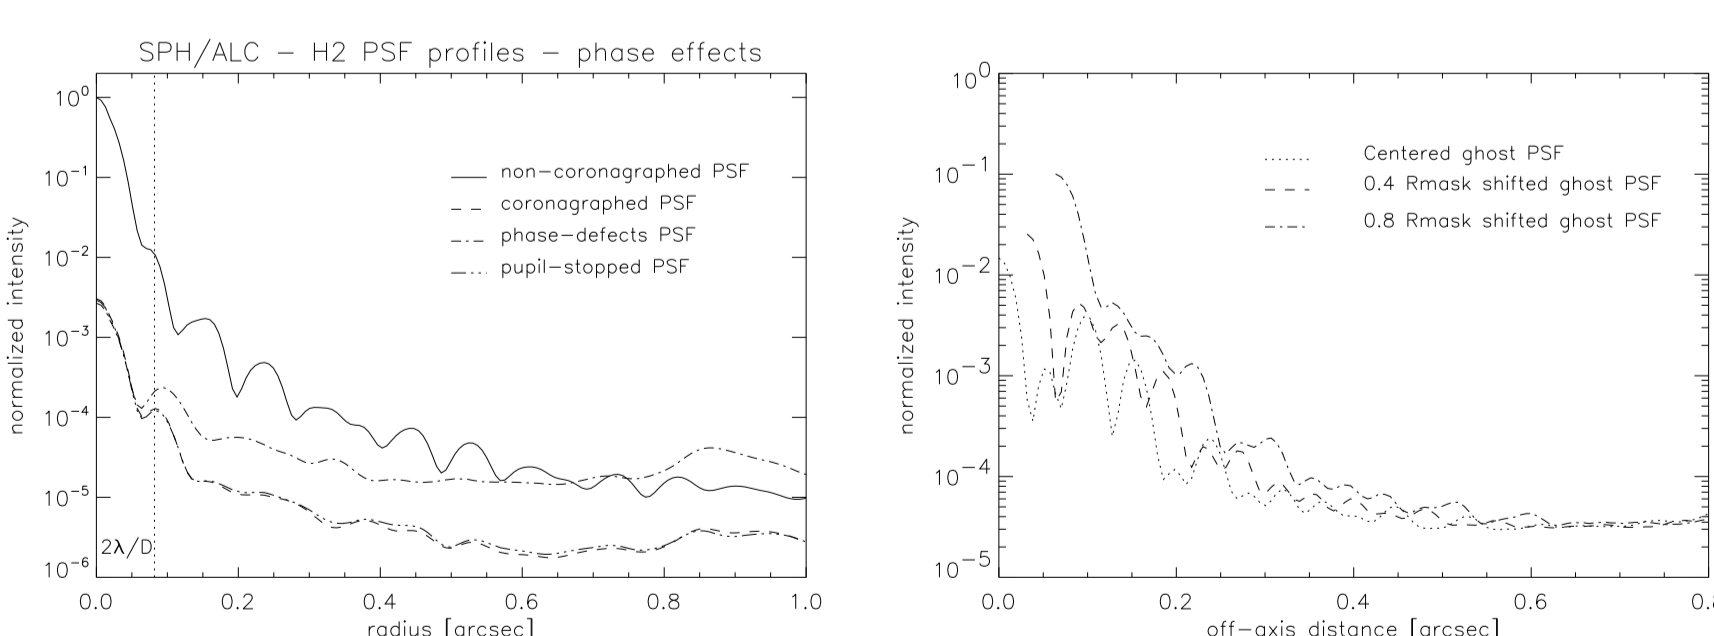 SPH/ALC − H2 PSF profiles − phase effects
normalized intensity
10⁰
10⁻¹
10⁻²
10⁻³
10⁻⁴
10⁻⁵
10⁻⁶
non−coronagraphed PSF
coronagraphed PSF
phase−defects PSF
pupil−stopped PSF
2λ/D
0.0 0.2 0.4 0.6 0.8 1.0
radius [arcsec]
normalized intensity
10⁰
10⁻¹
10⁻²
10⁻³
10⁻⁴
10⁻⁵
Centered ghost PSF
0.4 Rmask shifted ghost PSF
0.8 Rmask shifted ghost PSF
0.0 0.2 0.4 0.6 0.8
off−axis distance [arcsec]